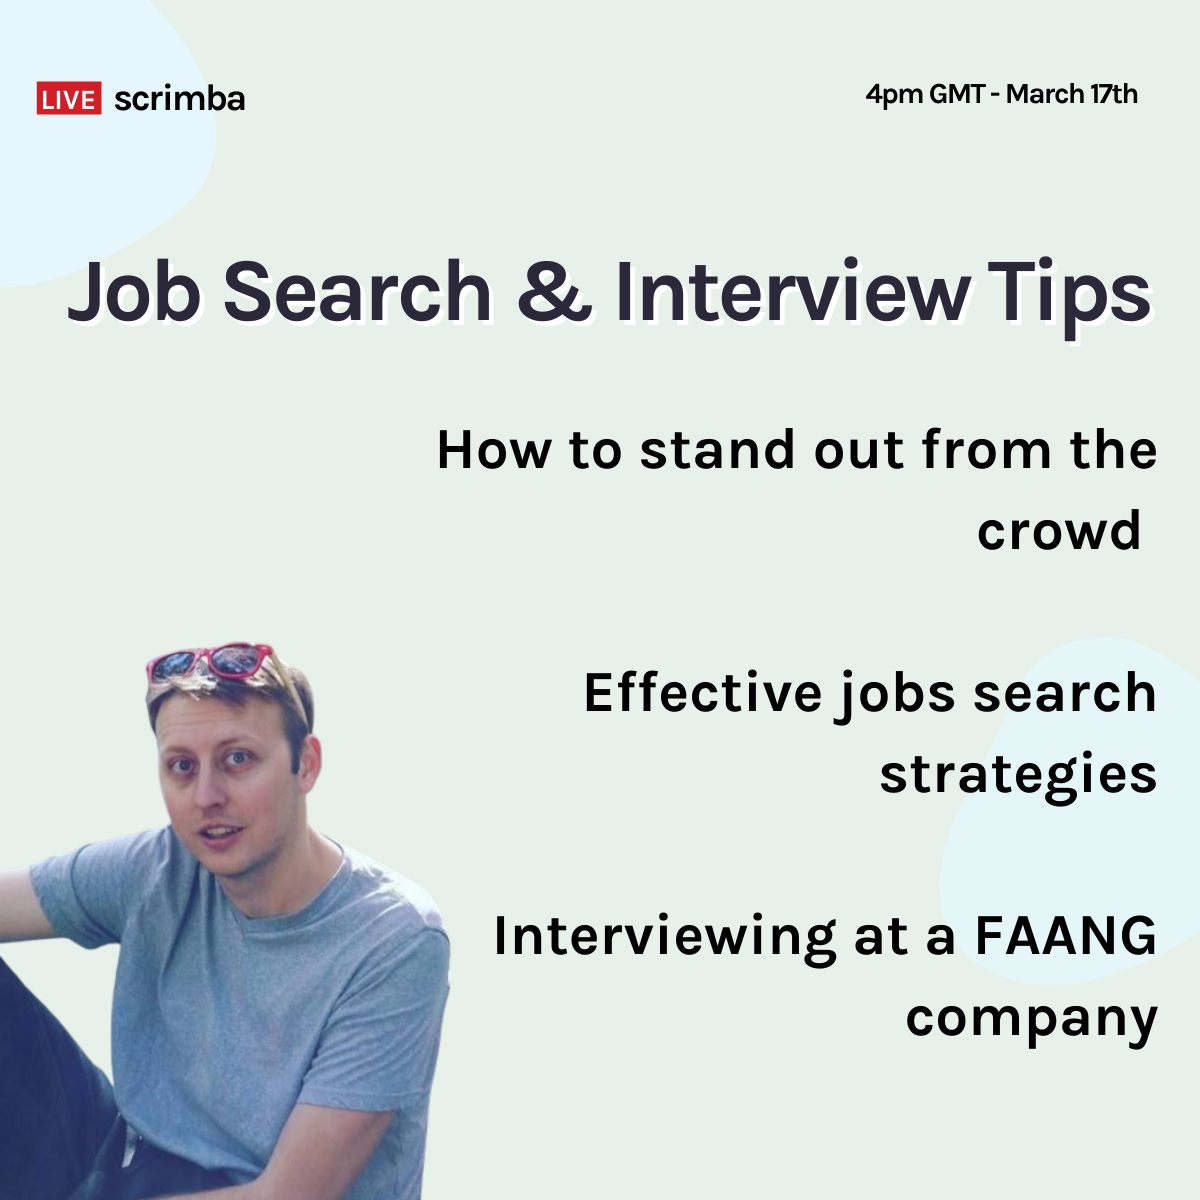 LIVE scrimba
4pm GMT - March 17th
Job Search & Interview Tips
How to stand out from the
crowd
Effective jobs search
strategies
Interviewing at a FAANG
company